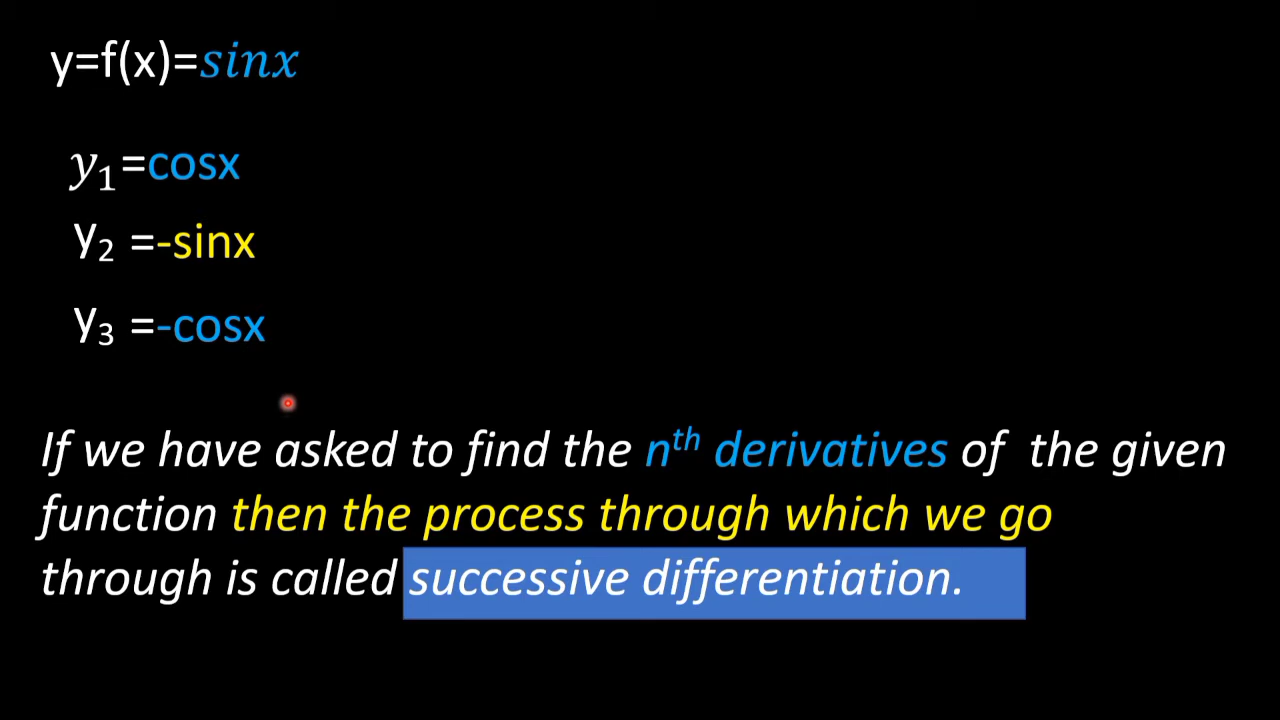 y=f(x)=sinx
y₁=cosx
y₂ =-sinx
y₃ =-cosx
If we have asked to find the nᵗʰ derivatives of the given
function then the process through which we go
through is called successive differentiation.